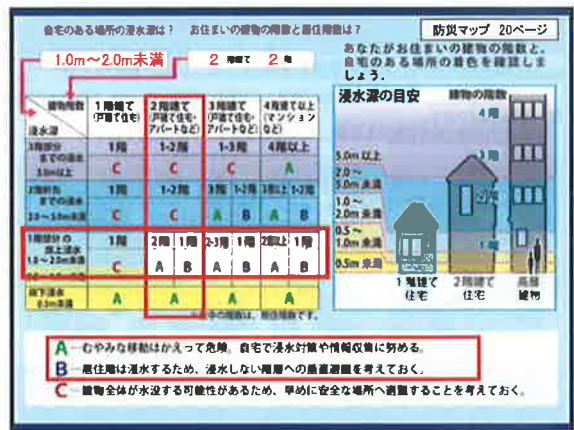 自宅のある場所の浸水深は？ お住まいの建物の階数と居住階数は？
防災マップ 20ページ
1.0m～2.0m未満
2 階建て 2 階
あなたがお住まいの建物の階数と、
自宅のある場所の着色を確認しま
しょう。
建物階数
浸水深
1階建て
(戸建て住宅)
2階建て
(戸建て住宅・
アパートなど)
3階建て
(戸建て住宅・
アパートなど)
4階建て以上
(マンション
など)
3階部分
までの浸水
5.0m以上
1階 1-2階 1-3階 4階以上
C C C A
までの浸水
1階 1-2階 3階 1-2階 3階以上 1-2階
C C A B A B
1階部分の
床上浸水
1階 2階 1階 2-3階 1階 2階以上 1階
C A B A B A B
床下浸水
0.5m未満
A A A A
浸水深の目安
建物の階数
4階
3階
2階
1階
5.0m以上
2.0～
5.0m未満
1.0～
2.0m未満
0.5～
1.0m未満
0.5m未満
1階建て
住宅
2階建て
住宅
高層
建物
A…むやみな移動はかえって危険。自宅で浸水対策や情報収集に努める。
B…居住階は浸水するため、浸水しない階層への垂直避難を考えておく。
C…建物全体が水没する可能性があるため、早めに安全な場所へ避難することを考えておく。